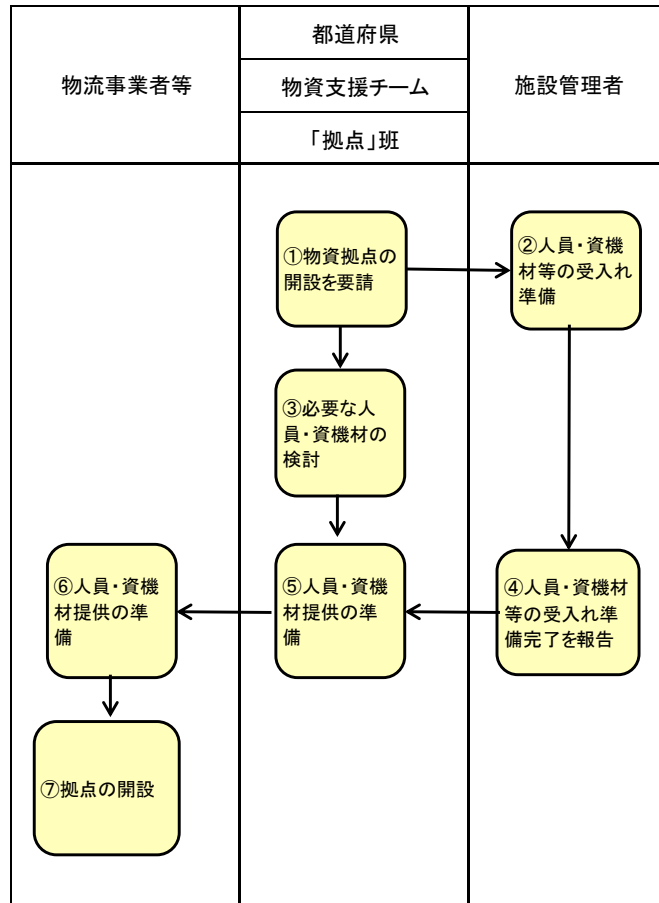 物流事業者等
都道府県
物資支援チーム
「拠点」班
施設管理者
①物資拠点の
開設を要請
②人員・資機
材等の受入れ
準備
③必要な人
員・資機材の
検討
④人員・資機材
等の受入れ準
備完了を報告
⑤人員・資機
材提供の準
備
⑥人員・資機
材提供の準
備
⑦拠点の開設